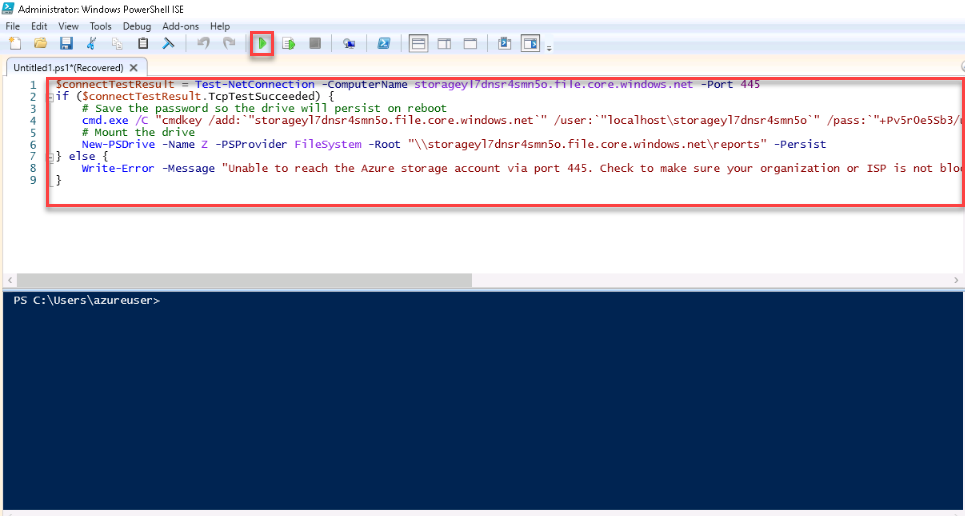 Administrator: Windows PowerShell ISE
File Edit View Tools Debug Add-ons Help
Untitled1.ps1*(Recovered) X
1 $connectTestResult = Test-NetConnection -ComputerName storageyl7dnsr4smn5o.file.core.windows.net -Port 445
2 if ($connectTestResult.TcpTestSucceeded) {
3 # Save the password so the drive will persist on reboot
4 cmd.exe /C "cmdkey /add:`"storageyl7dnsr4smn5o.file.core.windows.net`" /user:`"localhost\storageyl7dnsr4smn5o`" /pass:`"+Pv5rOe5Sb3/
5 # Mount the drive
6 New-PSDrive -Name Z -PSProvider FileSystem -Root "\\storageyl7dnsr4smn5o.file.core.windows.net\reports" -Persist
7 } else {
8 Write-Error -Message "Unable to reach the Azure storage account via port 445. Check to make sure your organization or ISP is not bloc
9 }
PS C:\Users\azureuser>